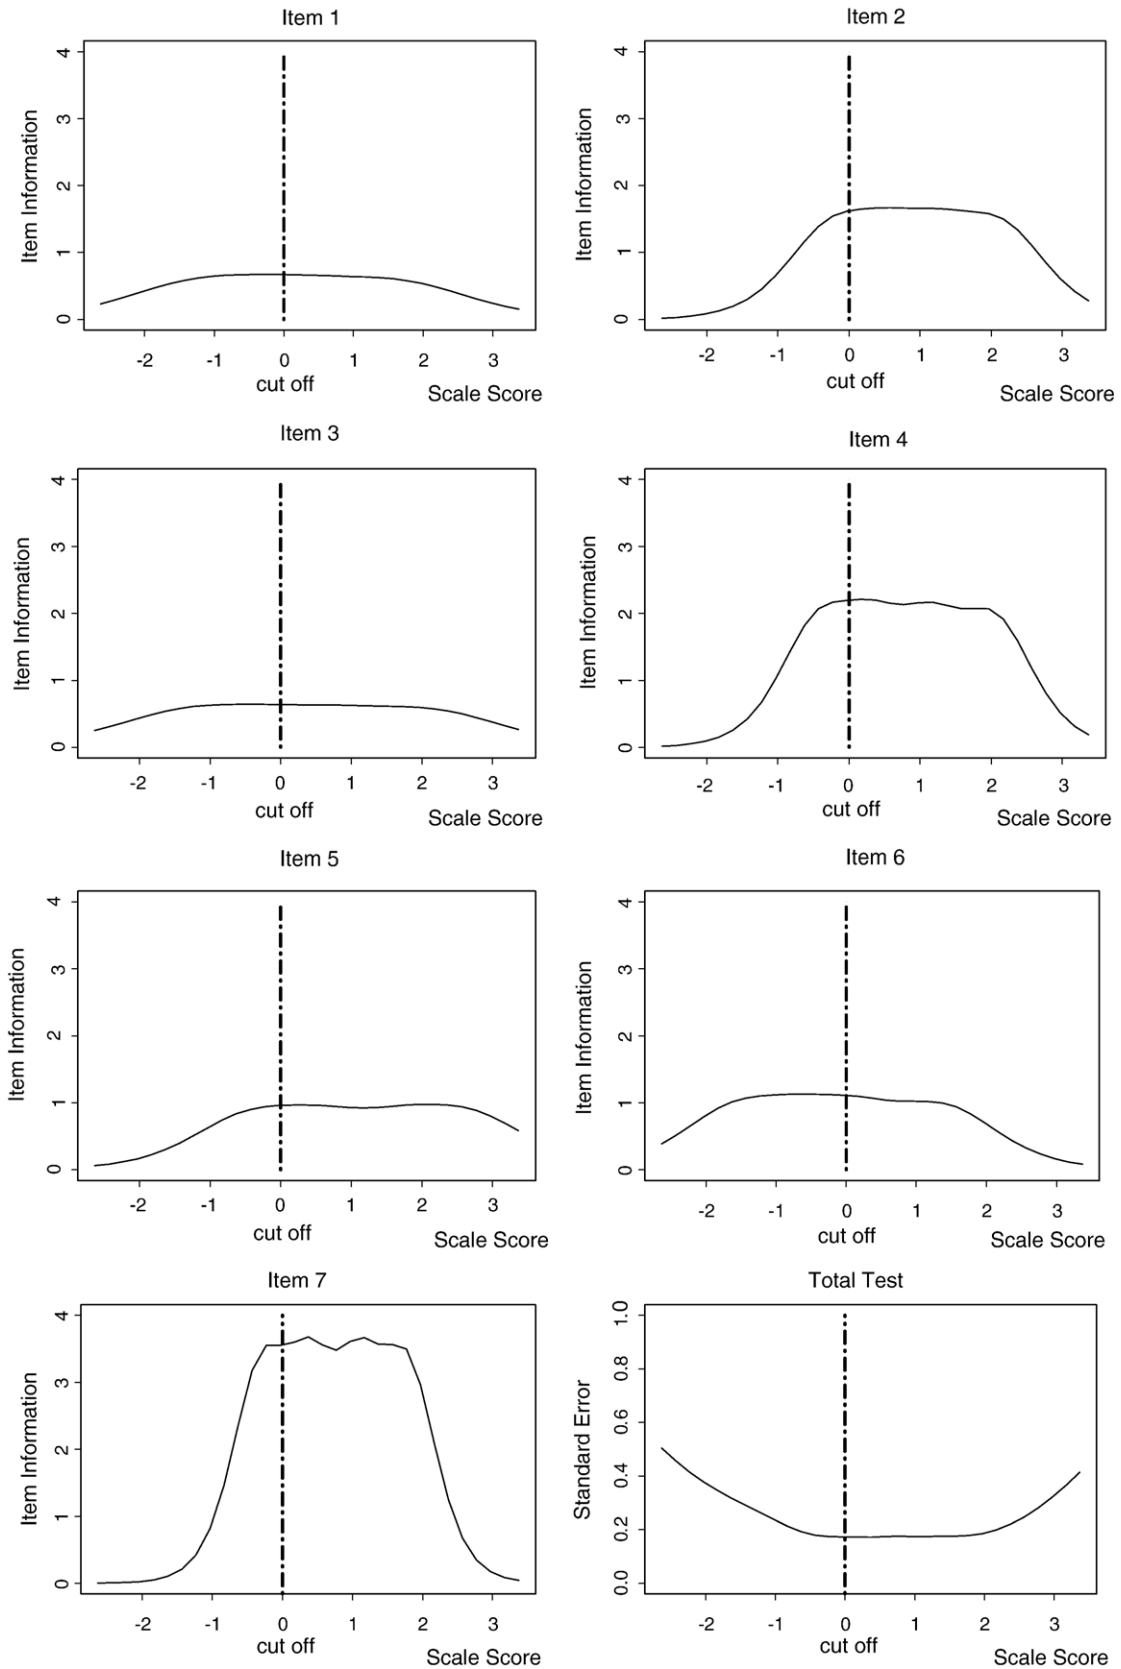 Item 1
Item Information
4
3
2
1
0
-2 -1 0 1 2 3
cut off
Scale Score
Item 2
Item Information
4
3
2
1
0
-2 -1 0 1 2 3
cut off
Scale Score
Item 3
Item Information
4
3
2
1
0
-2 -1 0 1 2 3
cut off
Scale Score
Item 4
Item Information
4
3
2
1
0
-2 -1 0 1 2 3
cut off
Scale Score
Item 5
Item Information
4
3
2
1
0
-2 -1 0 1 2 3
cut off
Scale Score
Item 6
Item Information
4
3
2
1
0
-2 -1 0 1 2 3
cut off
Scale Score
Item 7
Item Information
4
3
2
1
0
-2 -1 0 1 2 3
cut off
Scale Score
Total Test
Standard Error
1.0
0.8
0.6
0.4
0.2
0.0
-2 -1 0 1 2 3
cut off
Scale Score